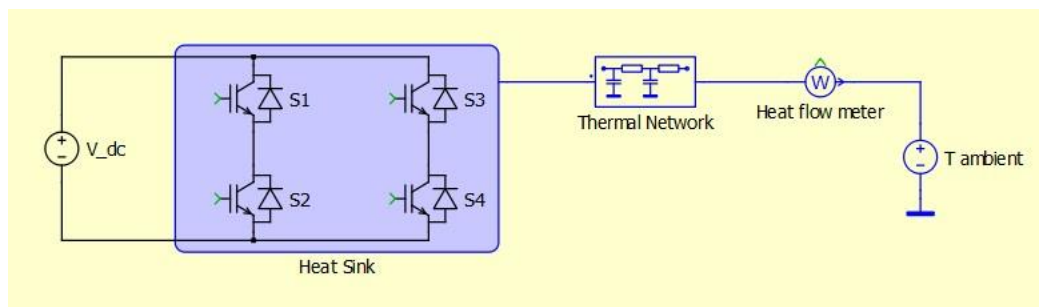 V_dc
S1
S3
S2
S4
Heat Sink
Thermal Network
W
Heat flow meter
T ambient